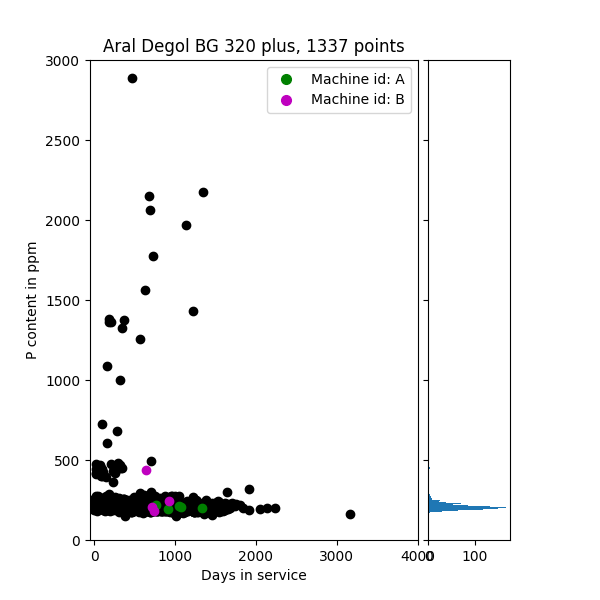 Aral Degol BG 320 plus, 1337 points
Machine id: A
Machine id: B
3000
2500
2000
1500
1000
500
0
P content in ppm
0 1000 2000 3000 4000
0 100
Days in service